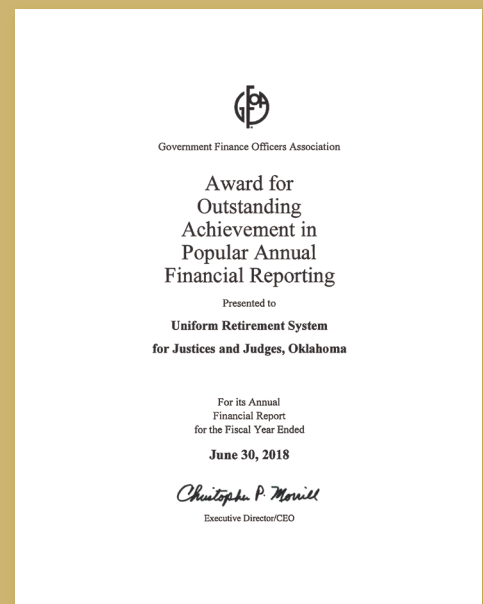 GFOA
Government Finance Officers Association
Award for
Outstanding
Achievement in
Popular Annual
Financial Reporting
Presented to
Uniform Retirement System
for Justices and Judges, Oklahoma
For its Annual
Financial Report
for the Fiscal Year Ended
June 30, 2018
Christopher P. Morrill
Executive Director/CEO